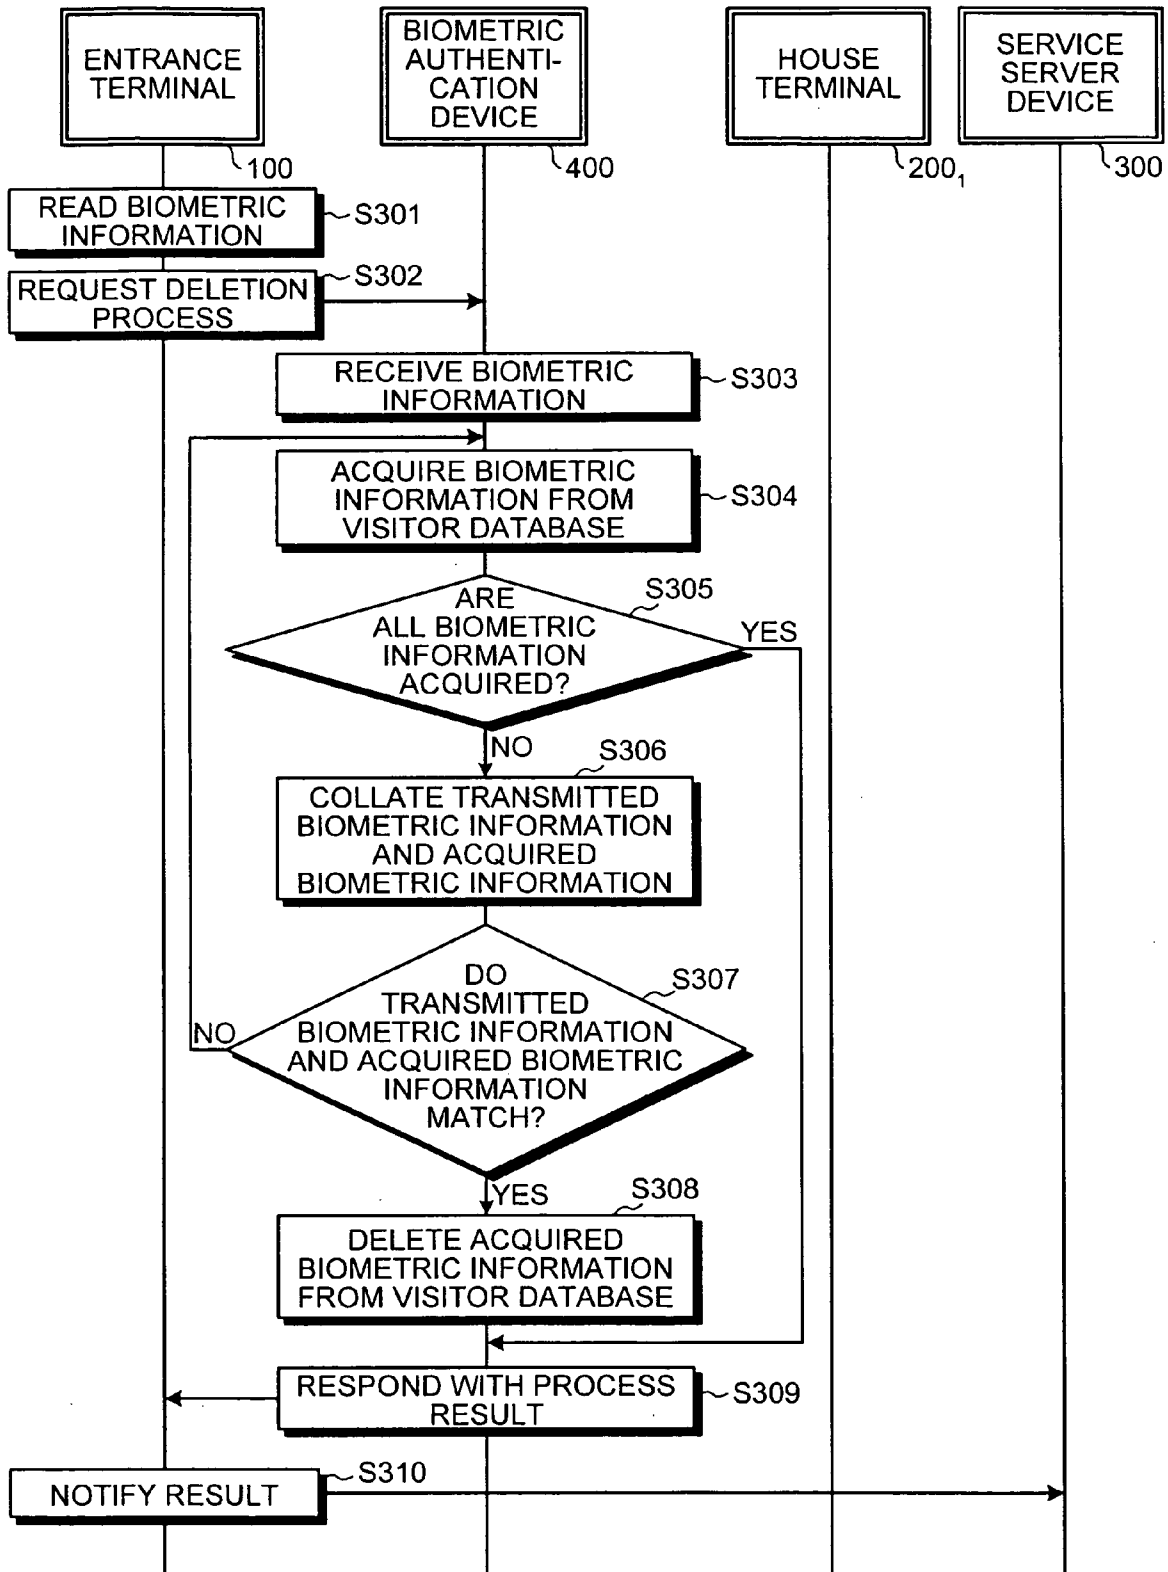 ENTRANCE
TERMINAL
BIOMETRIC
AUTHENTI-
CATION
DEVICE
HOUSE
TERMINAL
SERVICE
SERVER
DEVICE
100
400
200₁
300
READ BIOMETRIC
INFORMATION
S301
REQUEST DELETION
PROCESS
S302
RECEIVE BIOMETRIC
INFORMATION
S303
ACQUIRE BIOMETRIC
INFORMATION FROM
VISITOR DATABASE
S304
ARE
ALL BIOMETRIC
INFORMATION
ACQUIRED?
S305
YES
NO
S306
COLLATE TRANSMITTED
BIOMETRIC INFORMATION
AND ACQUIRED
BIOMETRIC INFORMATION
DO
TRANSMITTED
BIOMETRIC INFORMATION
AND ACQUIRED BIOMETRIC
INFORMATION
MATCH?
S307
NO
YES
S308
DELETE ACQUIRED
BIOMETRIC INFORMATION
FROM VISITOR DATABASE
RESPOND WITH PROCESS
RESULT
S309
NOTIFY RESULT
S310